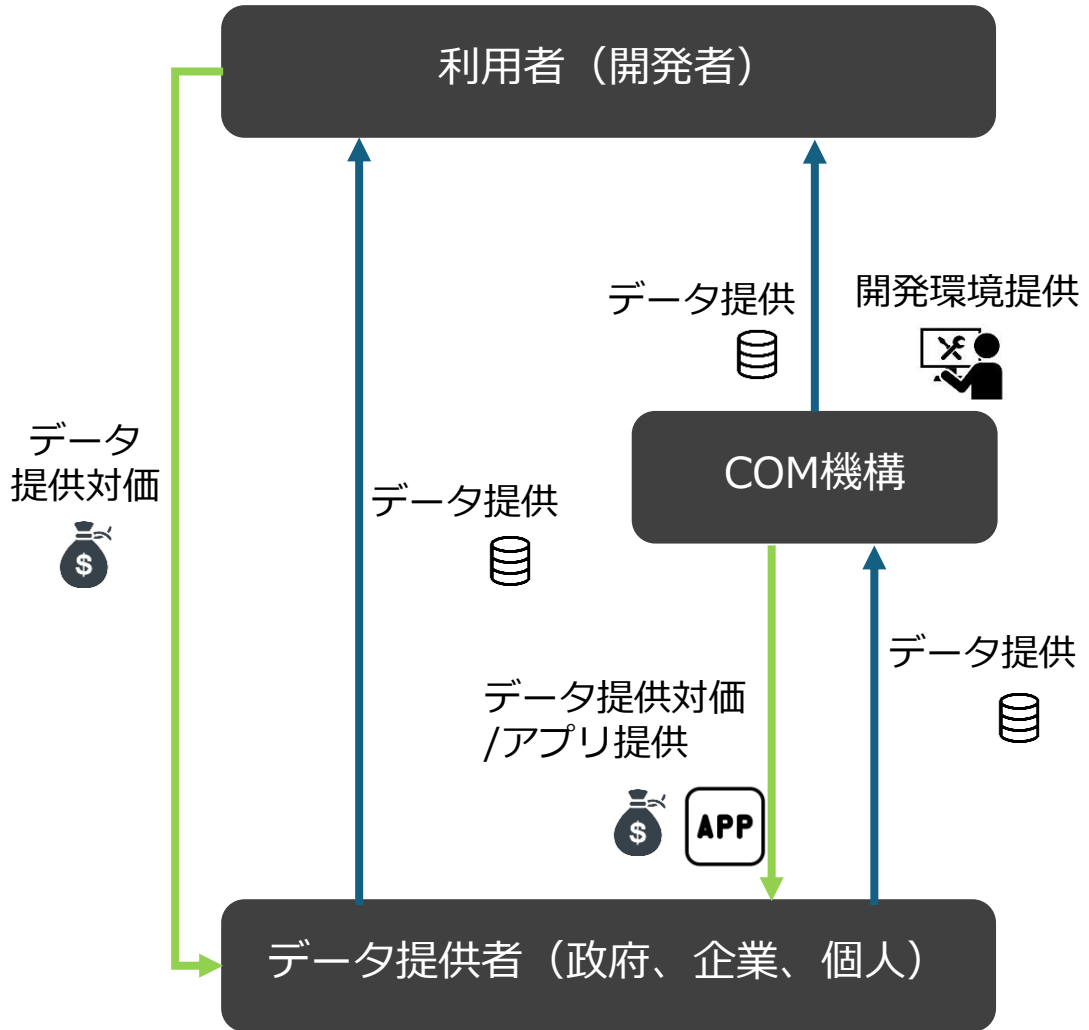 利用者（開発者）
データ提供
開発環境提供
データ
提供対価
$
データ提供
COM機構
データ提供
データ提供対価
/アプリ提供
$
APP
データ提供者（政府、企業、個人）